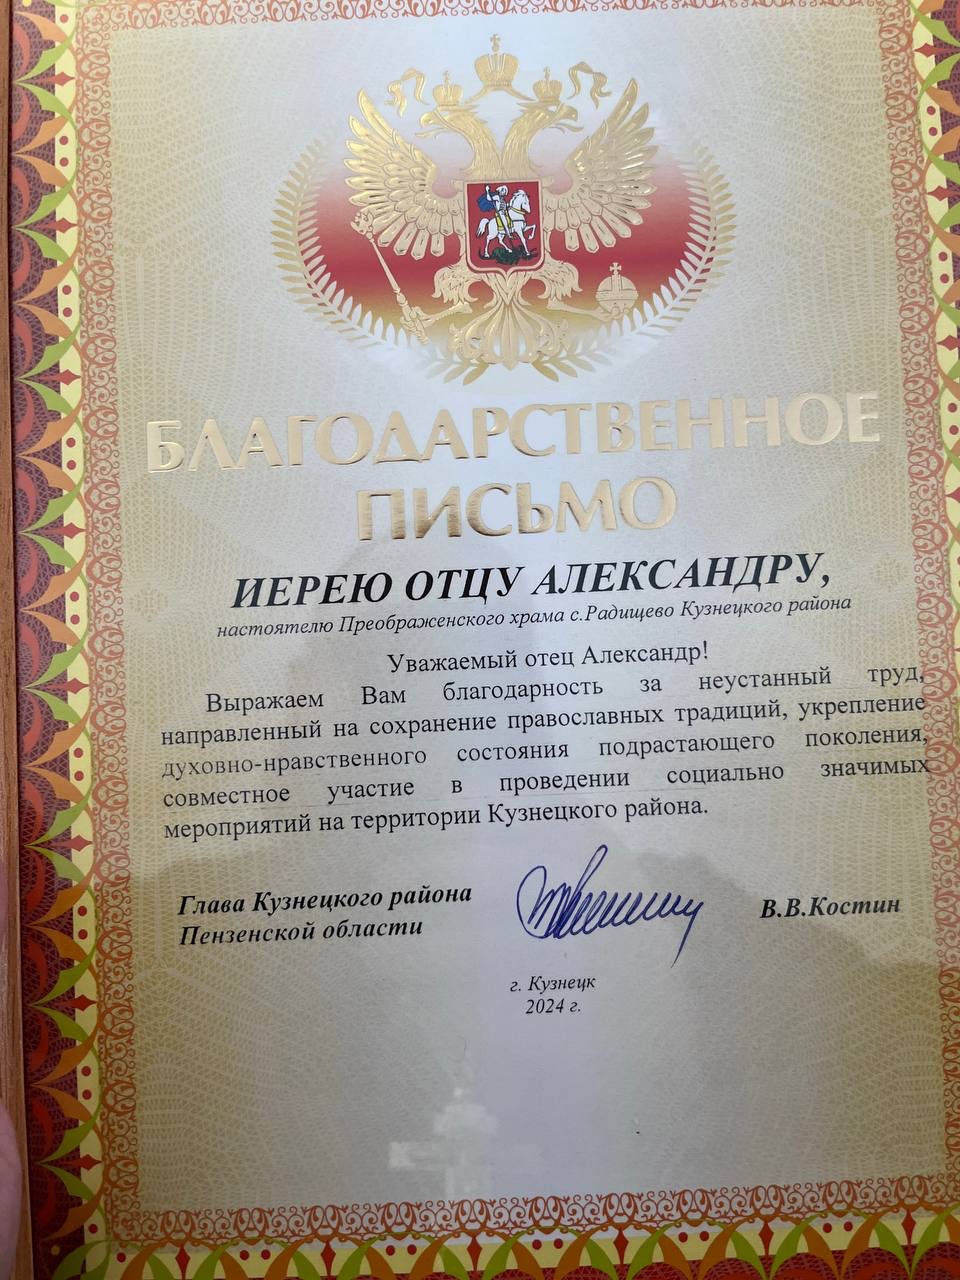 БЛАГОДАРСТВЕННОЕ
ПИСЬМО
ИЕРЕЮ ОТЦУ АЛЕКСАНДРУ,
настоятелю Преображенского храма с.Радищево Кузнецкого района
Уважаемый отец Александр!
Выражаем Вам благодарность за неустанный труд,
направленный на сохранение православных традиций, укрепление
духовно-нравственного состояния подрастающего поколения,
совместное участие в проведении социально значимых
мероприятий на территории Кузнецкого района.
Глава Кузнецкого района
Пензенской области
В.В.Костин
г. Кузнецк
2024 г.